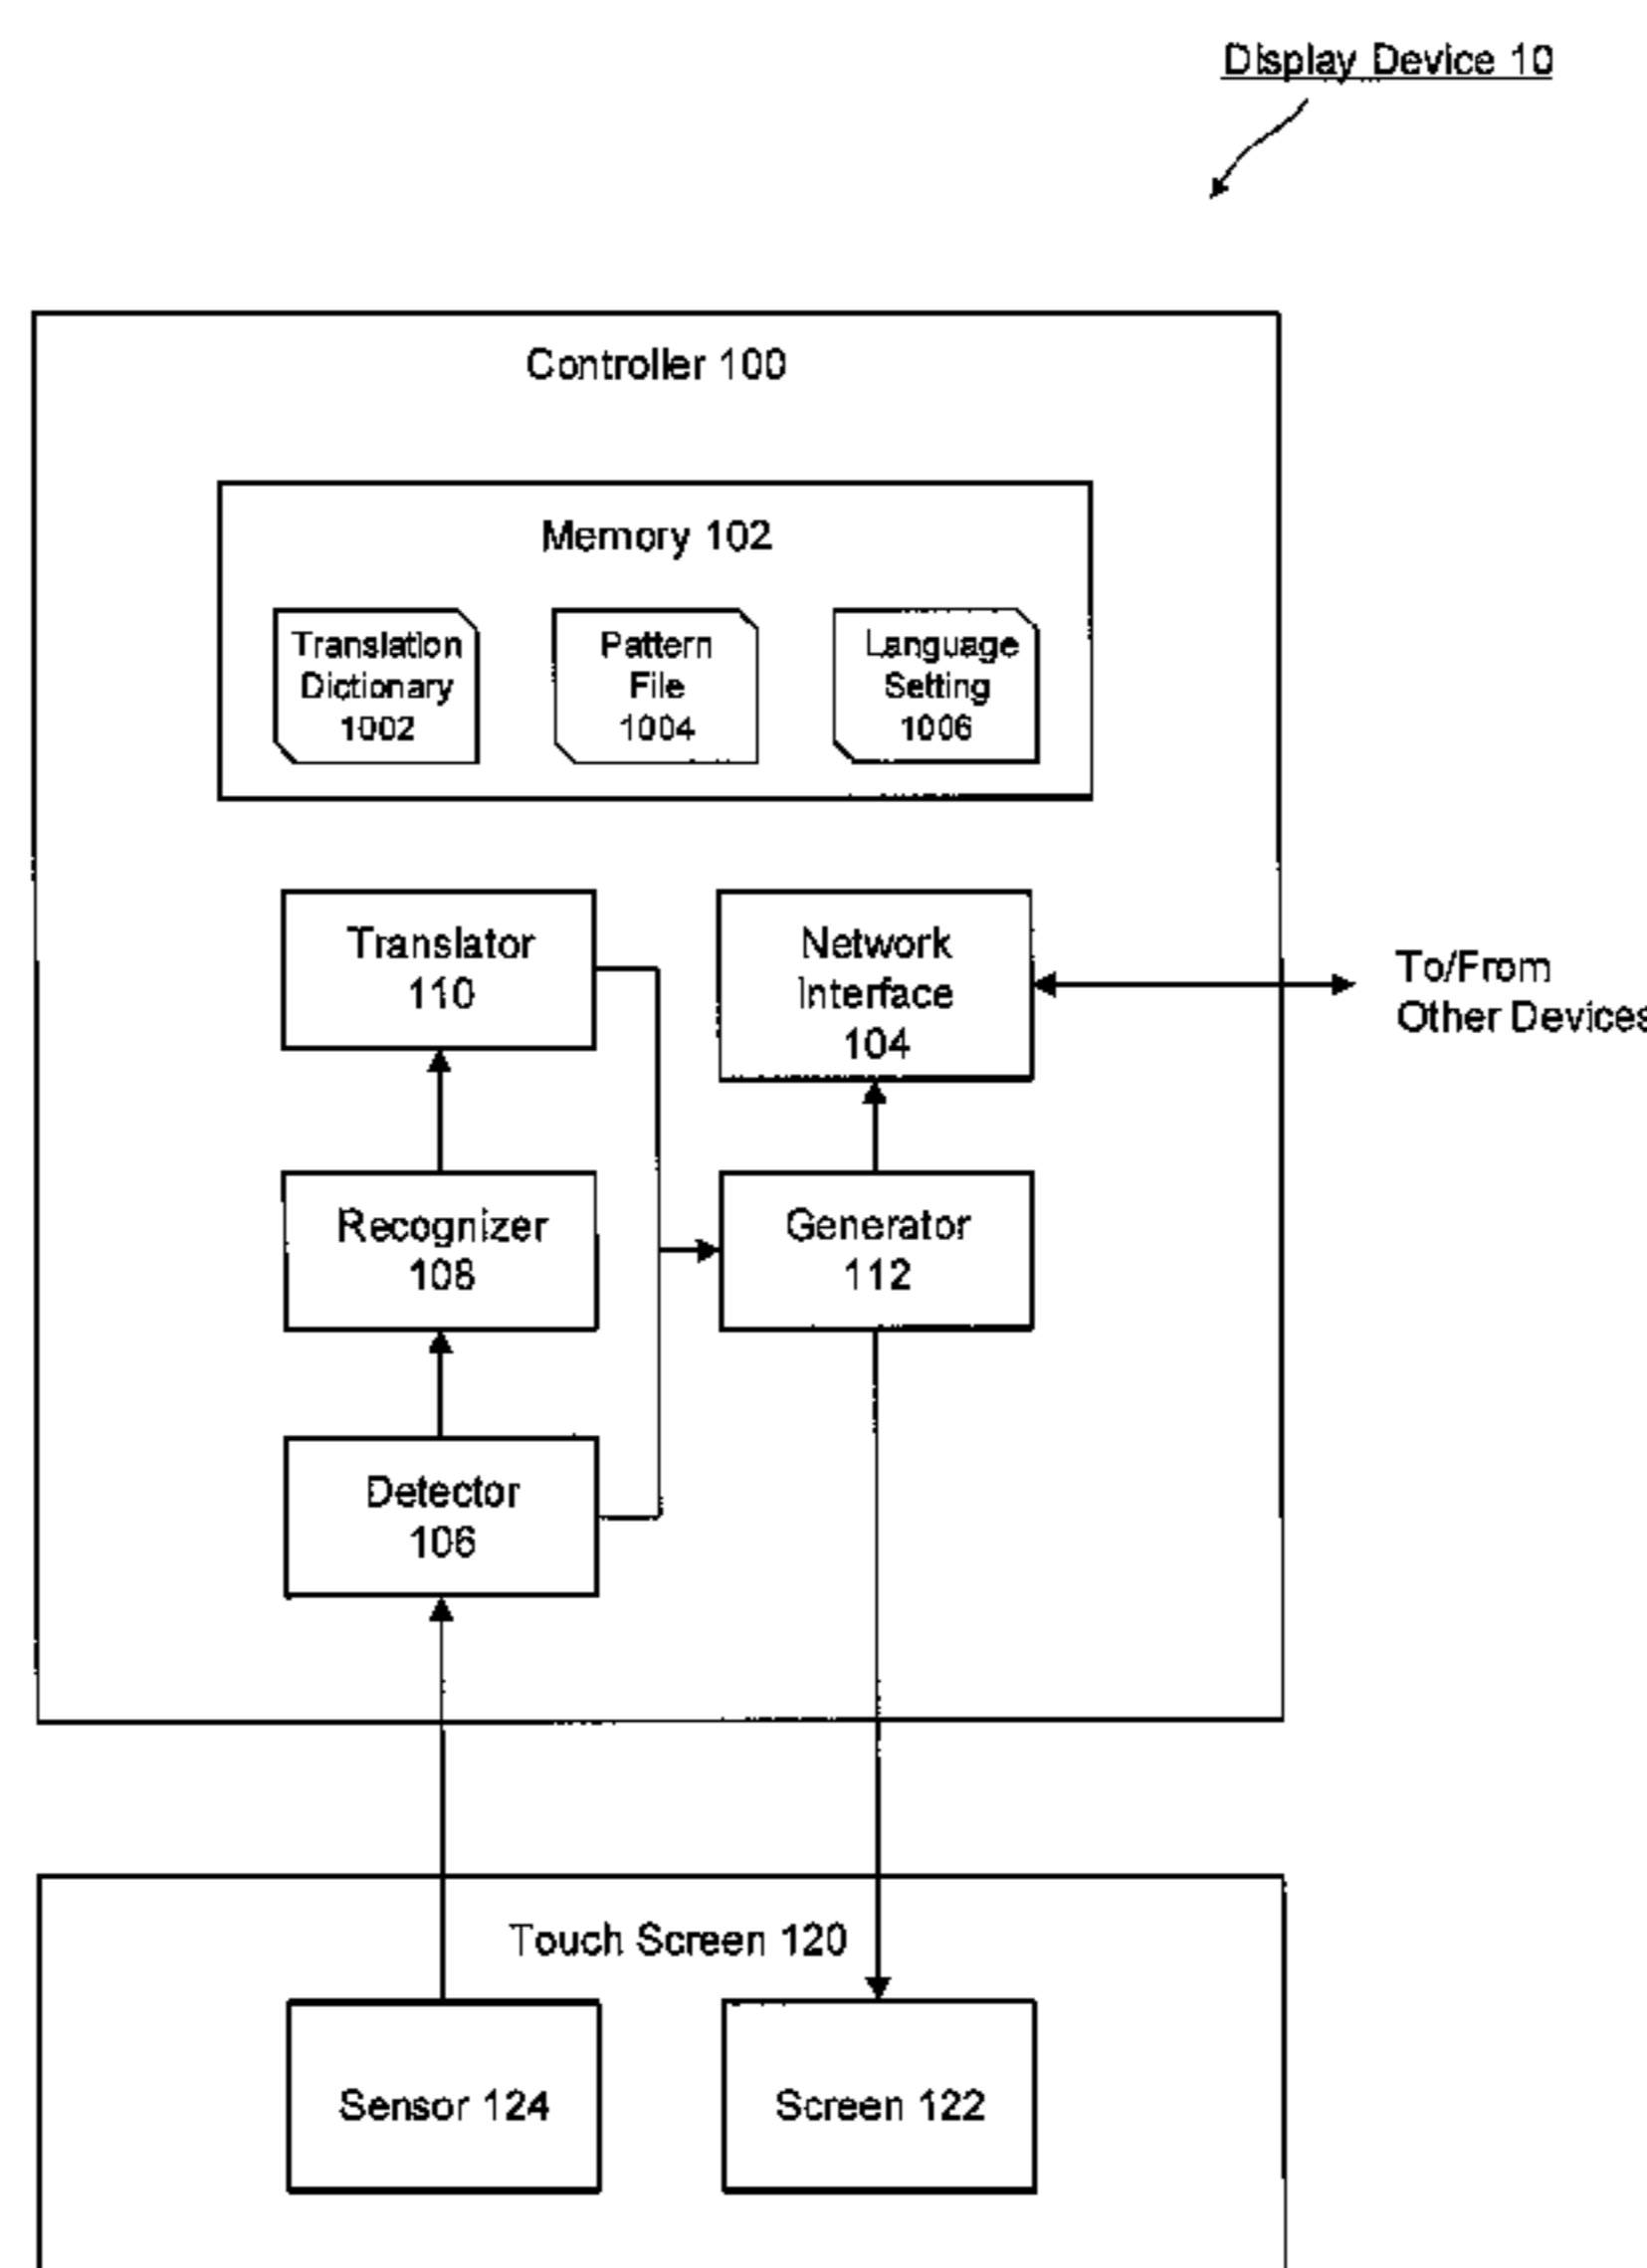 Display Device 10
Controller 100
Memory 102
Translation
Dictionary
1002
Pattern
File
1004
Language
Setting
1006
Translator
110
Network
Interface
104
To/From
Other Devices
Recognizer
108
Generator
112
Detector
106
Touch Screen 120
Sensor 124
Screen 122